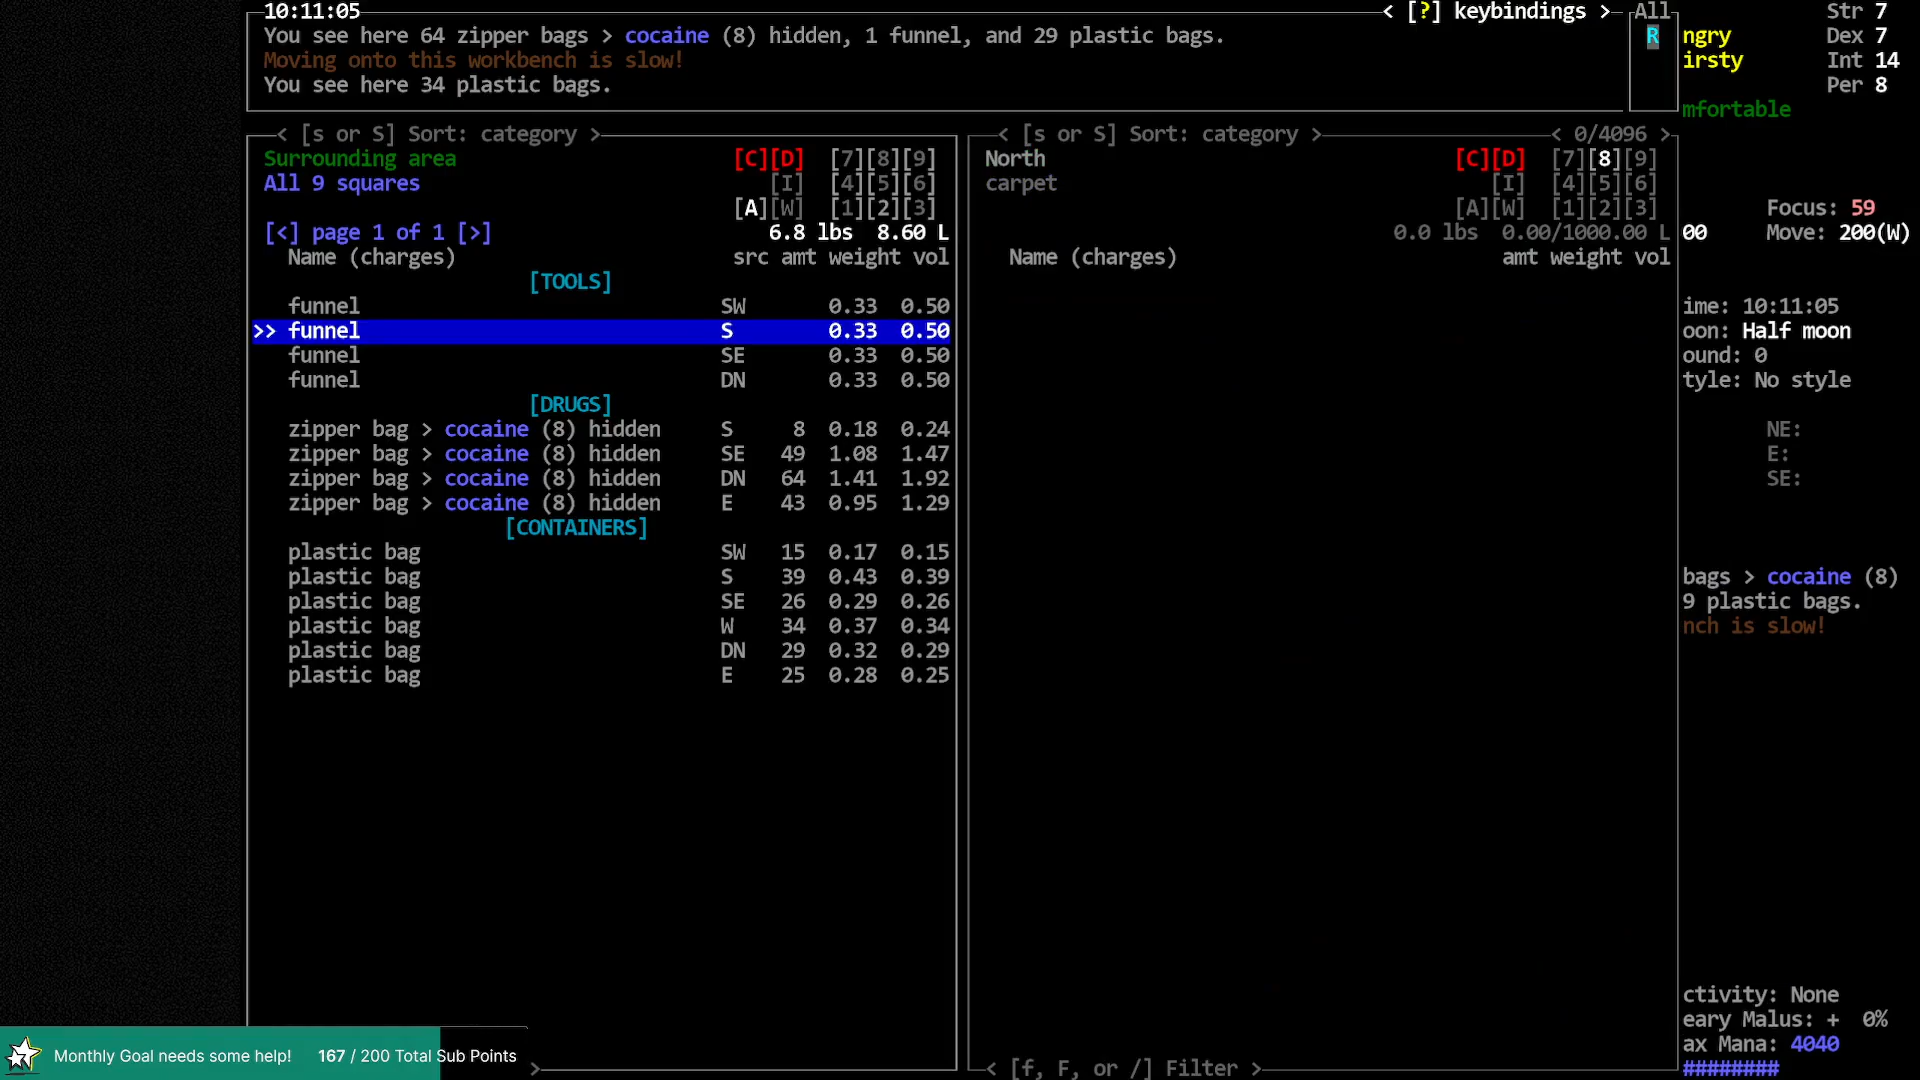 10:11:05 < [?] keybindings > All Str 7
You see here 64 zipper bags > cocaine (8) hidden, 1 funnel, and 29 plastic bags. R ngry Dex 7
Moving onto this workbench is slow! irsty Int 14
You see here 34 plastic bags. Per 8
mfortable
< [s or S] Sort: category > < [s or S] Sort: category > < 0/4096 >
Surrounding area [C][D] [7][8][9] North [C][D] [7][8][9]
All 9 squares [I] [4][5][6] carpet [I] [4][5][6]
[A][W] [1][2][3] [A][W] [1][2][3] Focus: 59
[<] page 1 of 1 [>] 6.8 lbs 8.60 L 0.0 lbs 0.00/1000.00 L 00 Move: 200(W)
Name (charges) src amt weight vol Name (charges) amt weight vol
[TOOLS]
funnel SW 0.33 0.50 ime: 10:11:05
>> funnel S 0.33 0.50 oon: Half moon
funnel SE 0.33 0.50 ound: 0
funnel DN 0.33 0.50 tyle: No style
[DRUGS]
zipper bag > cocaine (8) hidden S 8 0.18 0.24 NE:
zipper bag > cocaine (8) hidden SE 49 1.08 1.47 E:
zipper bag > cocaine (8) hidden DN 64 1.41 1.92 SE:
zipper bag > cocaine (8) hidden E 43 0.95 1.29
[CONTAINERS]
plastic bag SW 15 0.17 0.15
plastic bag S 39 0.43 0.39 bags > cocaine (8)
plastic bag SE 26 0.29 0.26 9 plastic bags.
plastic bag W 34 0.37 0.34 nch is slow!
plastic bag DN 29 0.32 0.29
plastic bag E 25 0.28 0.25
ctivity: None
eary Malus: + 0%
Monthly Goal needs some help! 167 / 200 Total Sub Points ax Mana: 4040
> < [f, F, or /] Filter > ########